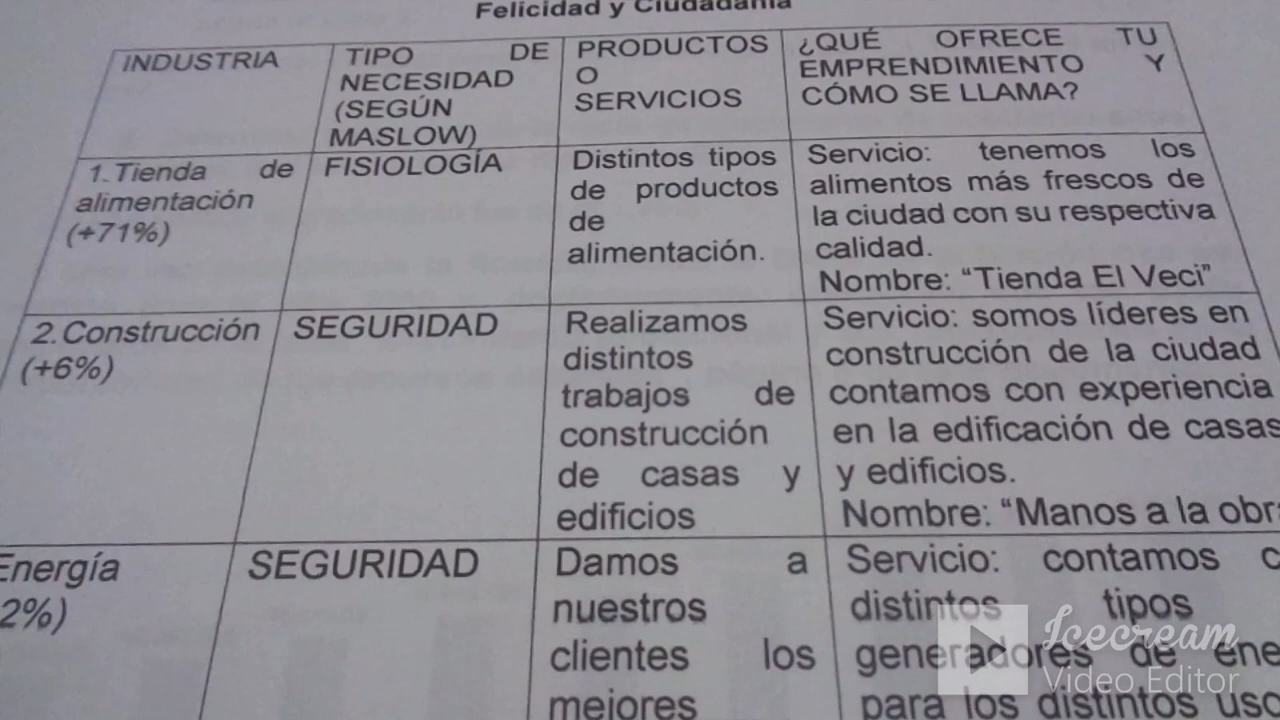 Felicidad y Ciudadanía
INDUSTRIA
TIPO DE
NECESIDAD
(SEGÚN
MASLOW)
PRODUCTOS
O
SERVICIOS
¿QUÉ OFRECE TU
EMPRENDIMIENTO Y
CÓMO SE LLAMA?
1. Tienda de
alimentación
(+71%)
FISIOLOGÍA
Distintos tipos
de productos
de
alimentación.
Servicio: tenemos los
alimentos más frescos de
la ciudad con su respectiva
calidad.
Nombre: “Tienda El Veci”
2. Construcción
(+6%)
SEGURIDAD
Realizamos
distintos
trabajos de
construcción
de casas y
edificios
Servicio: somos líderes en
construcción de la ciudad
contamos con experiencia
en la edificación de casas
y edificios.
Nombre: “Manos a la obra
Energía
2%)
SEGURIDAD
Damos a
nuestros
clientes los
mejores
Servicio: contamos
distintos tipos
generadores de
para los distintos
Icecream
Video Editor